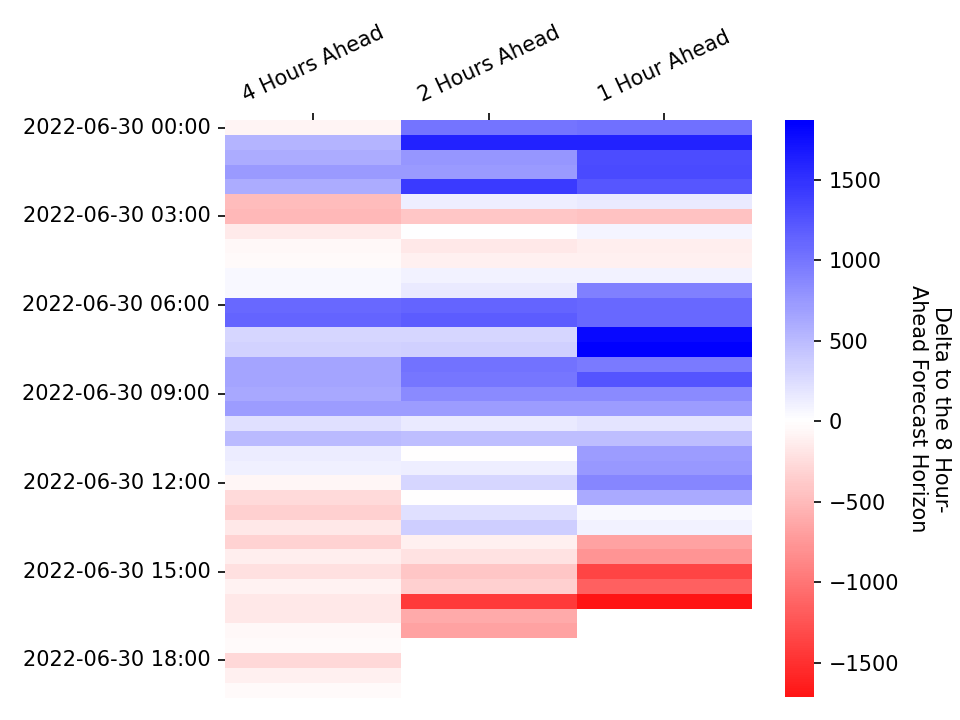 4 Hours Ahead
2 Hours Ahead
1 Hour Ahead
2022-06-30 00:00
2022-06-30 03:00
2022-06-30 06:00
2022-06-30 09:00
2022-06-30 12:00
2022-06-30 15:00
2022-06-30 18:00
1500
1000
500
0
−500
−1000
−1500
Delta to the 8 Hour-
Ahead Forecast Horizon